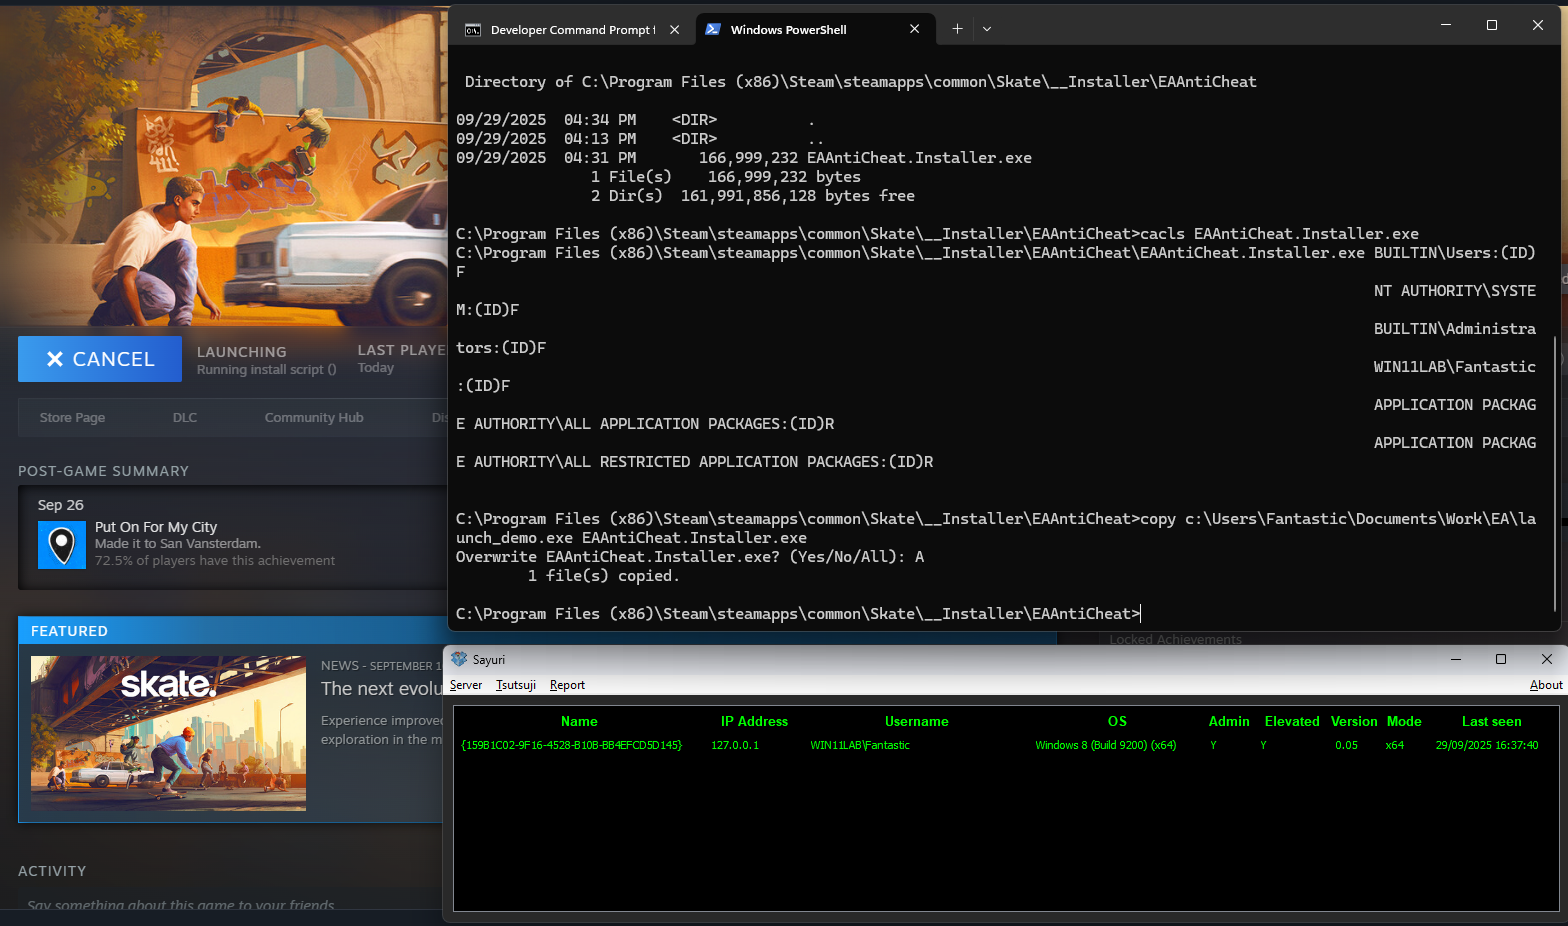 Developer Command Prompt f
Windows PowerShell
Directory of C:\Program Files (x86)\Steam\steamapps\common\Skate\__Installer\EAAntiCheat
09/29/2025  04:34 PM    <DIR>          .
09/29/2025  04:13 PM    <DIR>          ..
09/29/2025  04:31 PM       166,999,232 EAAntiCheat.Installer.exe
1 File(s)    166,999,232 bytes
2 Dir(s)  161,991,856,128 bytes free
C:\Program Files (x86)\Steam\steamapps\common\Skate\__Installer\EAAntiCheat>cacls EAAntiCheat.Installer.exe
C:\Program Files (x86)\Steam\steamapps\common\Skate\__Installer\EAAntiCheat\EAAntiCheat.Installer.exe BUILTIN\Users:(ID)
F
NT AUTHORITY\SYSTE
M:(ID)F
BUILTIN\Administra
tors:(ID)F
WIN11LAB\Fantastic
:(ID)F
APPLICATION PACKAG
E AUTHORITY\ALL APPLICATION PACKAGES:(ID)R
APPLICATION PACKAG
E AUTHORITY\ALL RESTRICTED APPLICATION PACKAGES:(ID)R
C:\Program Files (x86)\Steam\steamapps\common\Skate\__Installer\EAAntiCheat>copy c:\Users\Fantastic\Documents\Work\EA\la
unch_demo.exe EAAntiCheat.Installer.exe
Overwrite EAAntiCheat.Installer.exe? (Yes/No/All): A
1 file(s) copied.
C:\Program Files (x86)\Steam\steamapps\common\Skate\__Installer\EAAntiCheat>
CANCEL
LAUNCHING
Running install script ()
LAST PLAYE
Today
Store Page DLC Community Hub Dis
POST-GAME SUMMARY
Sep 26
Put On For My City
Made it to San Vansterdam.
72.5% of players have this achievement
FEATURED
skate.
NEWS - SEPTEMBER 1
The next evolu
Experience improved
exploration in the m
ACTIVITY
Say something about this game to your friends
Locked Achievements
Sayuri
Server Tsutsuji Report About
Name IP Address Username OS Admin Elevated Version Mode Last seen
{159B1C02-9F16-4528-B10B-BB4EFCD5D145} 127.0.0.1 WIN11LAB\Fantastic Windows 8 (Build 9200) (x64) Y Y 0.05 x64 29/09/2025 16:37:40